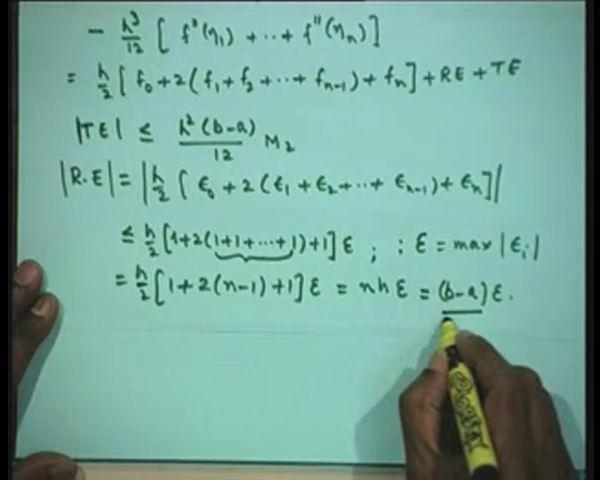 - h³/12 [ f''(η₁) + ··· + f''(ηₙ) ]
= h/2 [ f₀ + 2(f₁ + f₂ + ··· + fₙ₋₁) + fₙ ] + RE + TE
|TE| ≤ h²(b-a)/12 M₂
|R.E| = |h/2 [ ϵ₀ + 2(ϵ₁ + ϵ₂ + ··· + ϵₙ₋₁) + ϵₙ ]|
≤ h/2 [1 + 2(1+1+···+1) + 1] ε ; : ε = max |ϵᵢ|
= h/2 [1 + 2(n-1) + 1] ε = nhε = (b-a) ε.